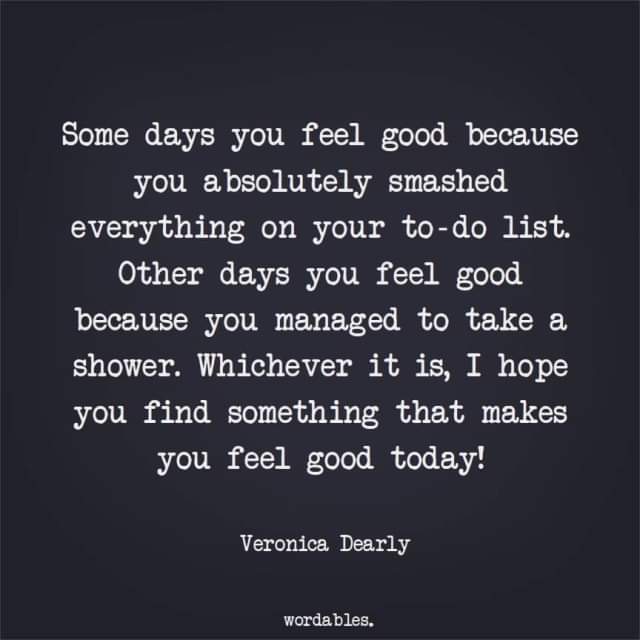 Some days you feel good because
you absolutely smashed
everything on your to-do list.
Other days you feel good
because you managed to take a
shower. Whichever it is, I hope
you find something that makes
you feel good today!
Veronica Dearly
wordables.